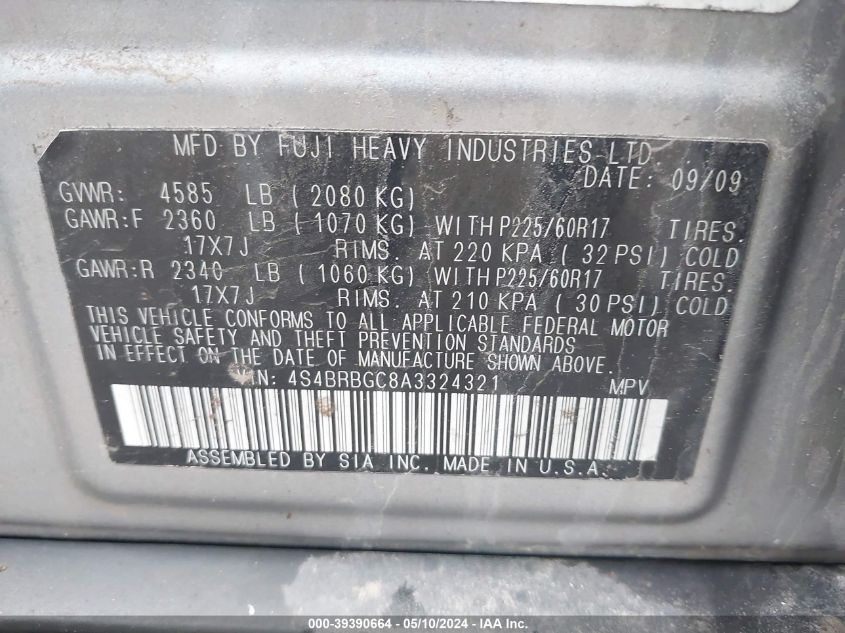 MFD BY FUJI HEAVY INDUSTRIES LTD.
DATE: 09/09
GVWR: 4585 LB ( 2080 KG)
GAWR:F 2360 LB ( 1070 KG) WITH P225/60R17 TIRES.
17X7J RIMS. AT 220 KPA ( 32 PSI) COLD
GAWR:R 2340 LB ( 1060 KG) WITH P225/60R17 TIRES.
17X7J RIMS. AT 210 KPA ( 30 PSI) COLD
THIS VEHICLE CONFORMS TO ALL APPLICABLE FEDERAL MOTOR
VEHICLE SAFETY AND THEFT PREVENTION STANDARDS
IN EFFECT ON THE DATE OF MANUFACTURE SHOWN ABOVE.
VIN: 4S4BRBGC8A3324321 MPV
ASSEMBLED BY SIA INC. MADE IN U.S.A.
000-39390664 - 05/10/2024 - IAAI.com